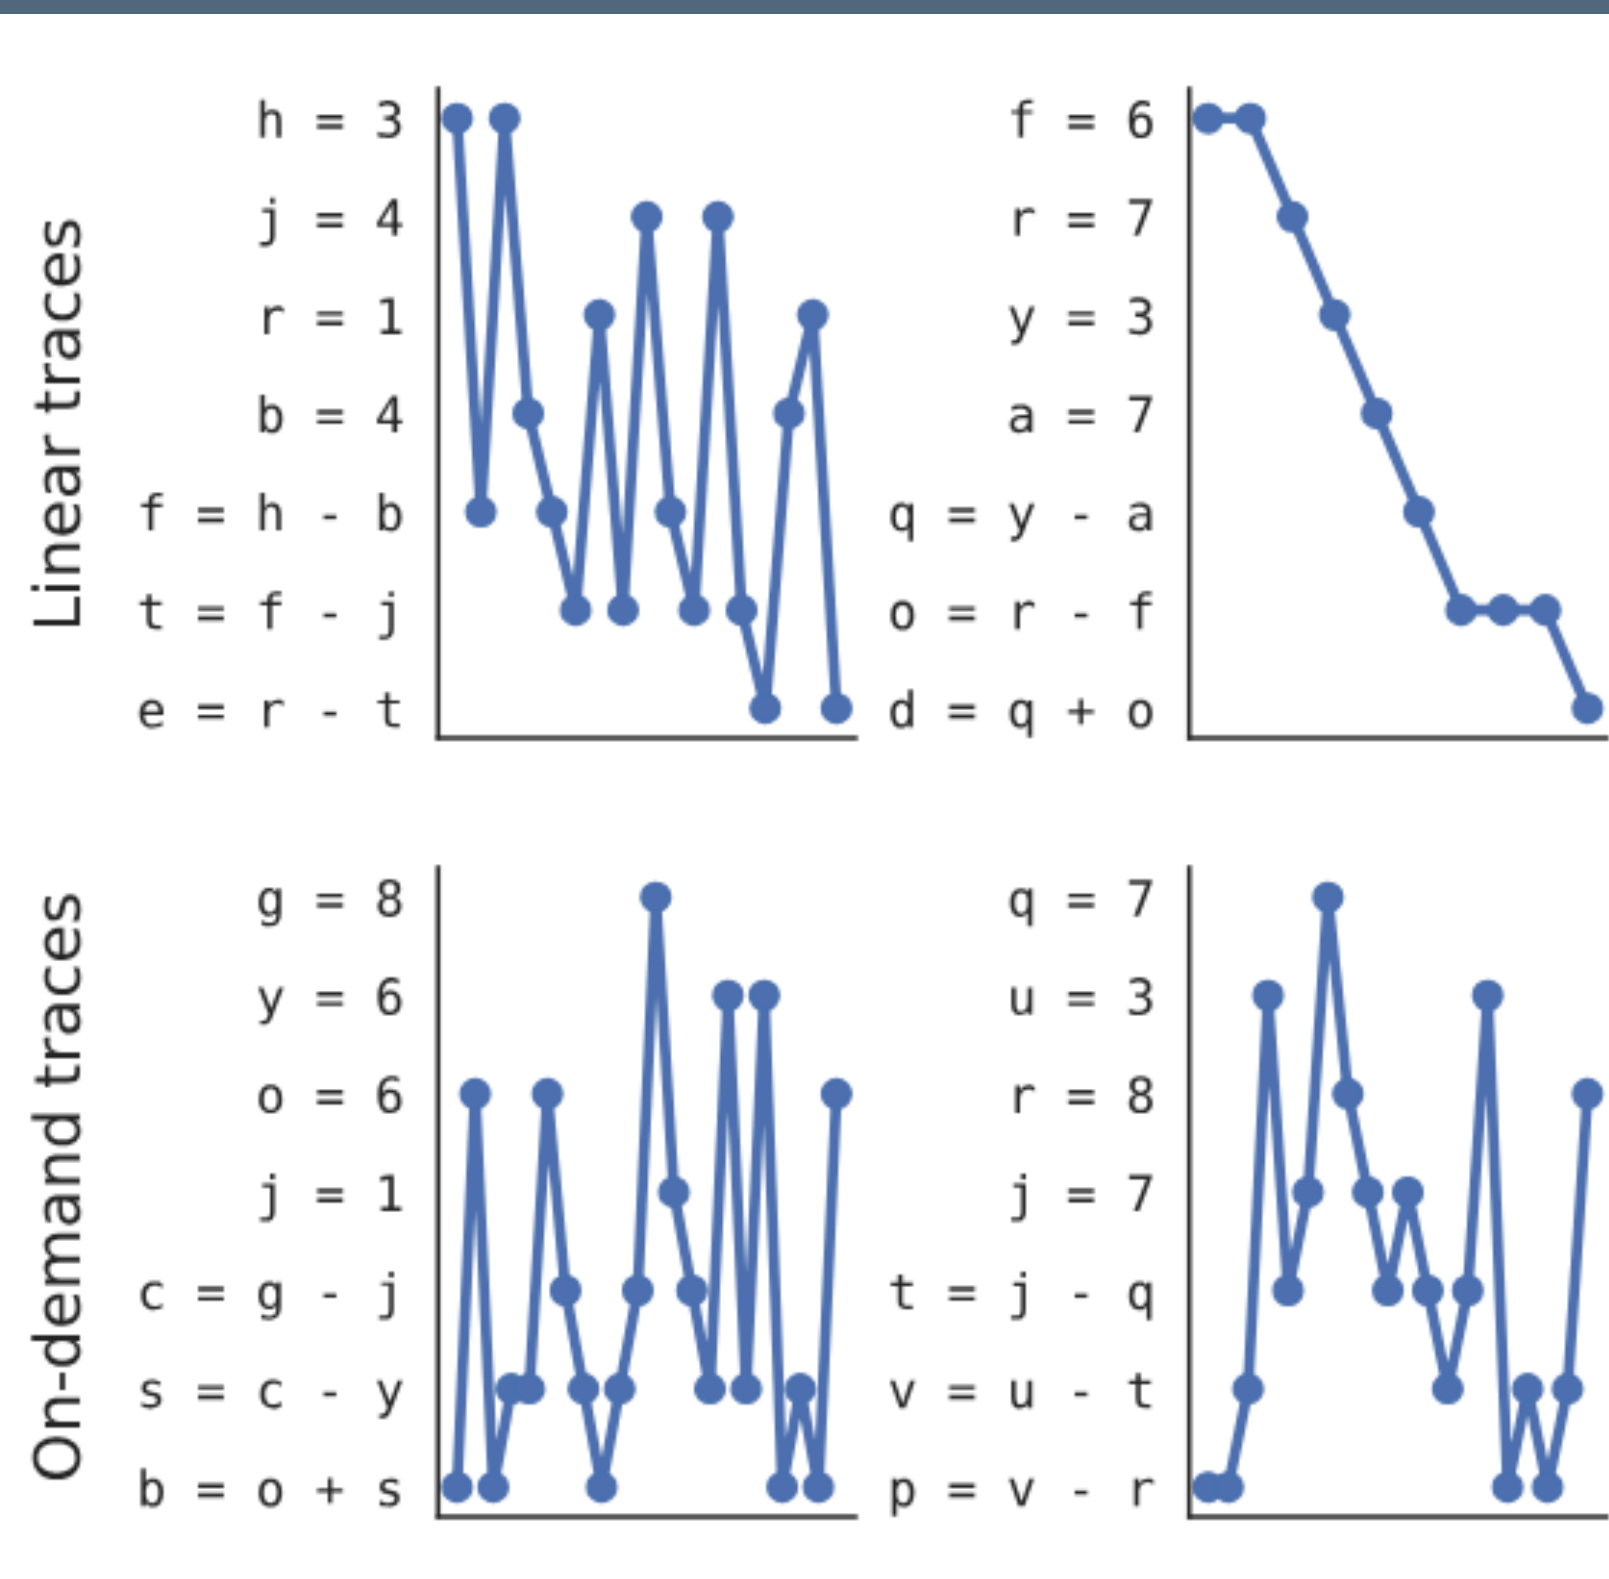 Linear traces
h = 3
j = 4
r = 1
b = 4
f = h - b
t = f - j
e = r - t
f = 6
r = 7
y = 3
a = 7
q = y - a
o = r - f
d = q + o
On-demand traces
g = 8
y = 6
o = 6
j = 1
c = g - j
s = c - y
b = o + s
q = 7
u = 3
r = 8
j = 7
t = j - q
v = u - t
p = v - r